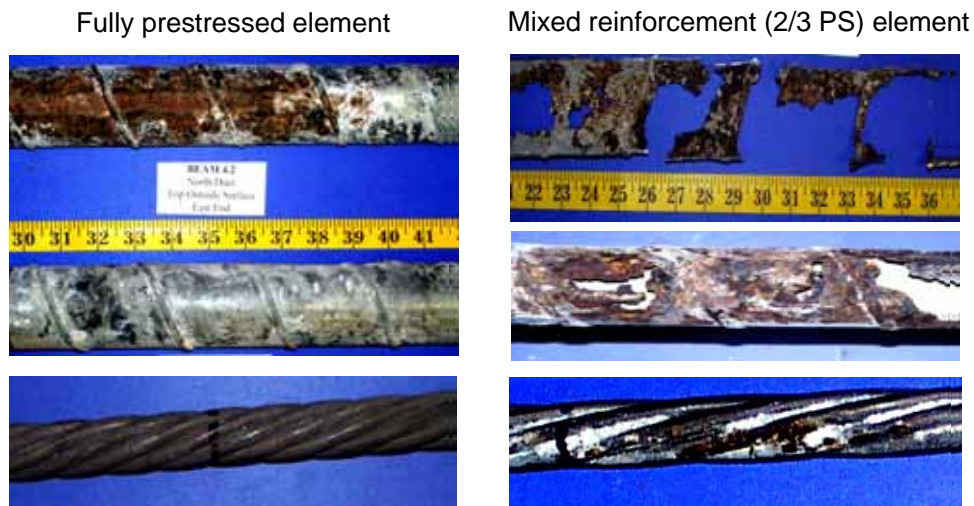 Fully prestressed element
Mixed reinforcement (2/3 PS) element
BEAM 4.2
North Duct
Top Outside Surface
East End
22 23 24 25 26 27 28 29 30 31 32 33 34 35 36
30 31 32 33 34 35 36 37 38 39 40 41